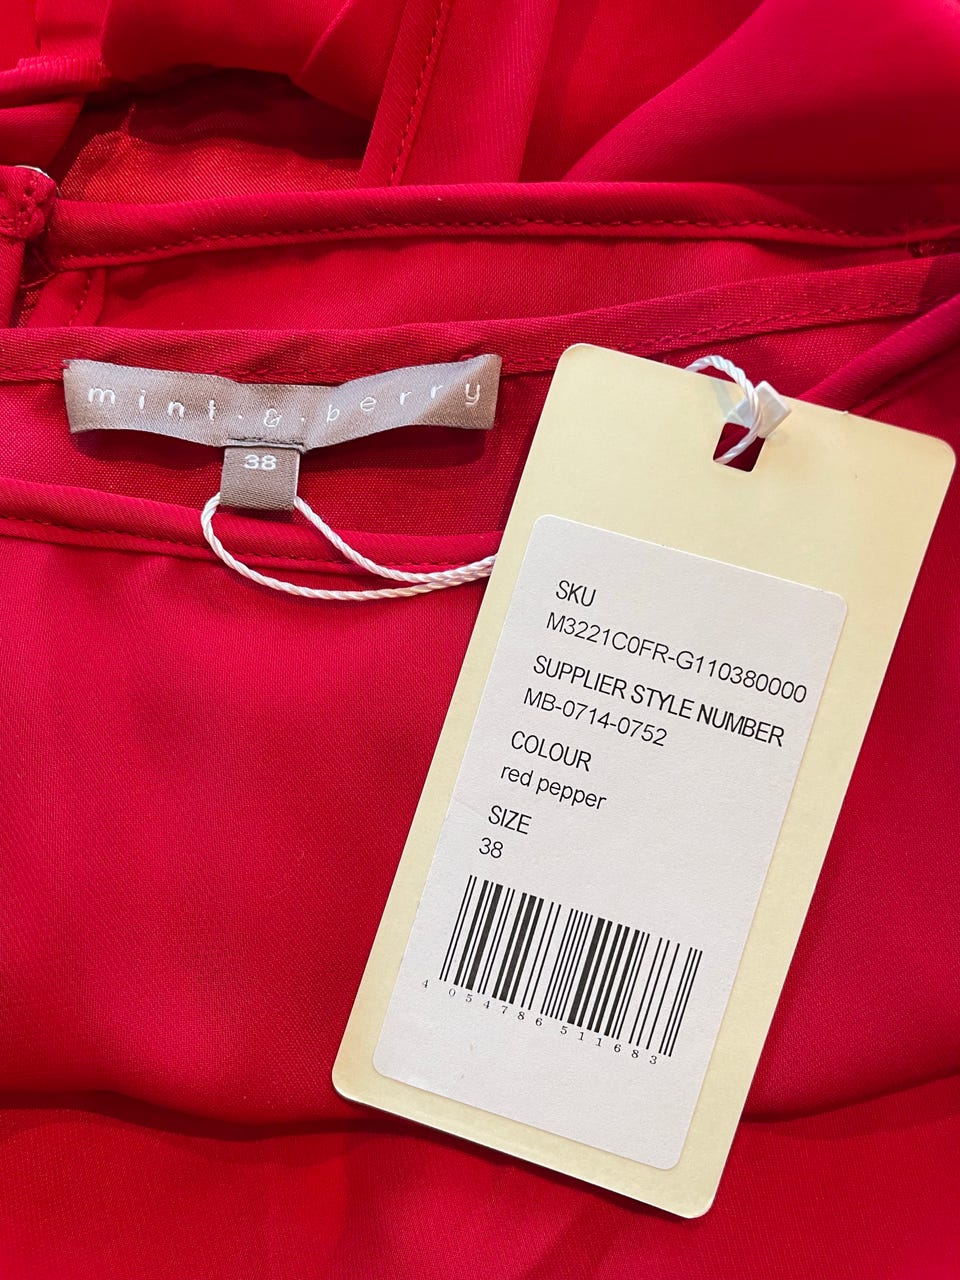 mint.&.berry
38
SKU
M3221C0FR-G110380000
SUPPLIER STYLE NUMBER
MB-0714-0752
COLOUR
red pepper
SIZE
38
4 054786 511683